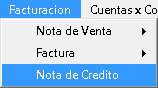 Facturacion Cuentas x Co
Nota de Venta
Factura
Nota de Credito